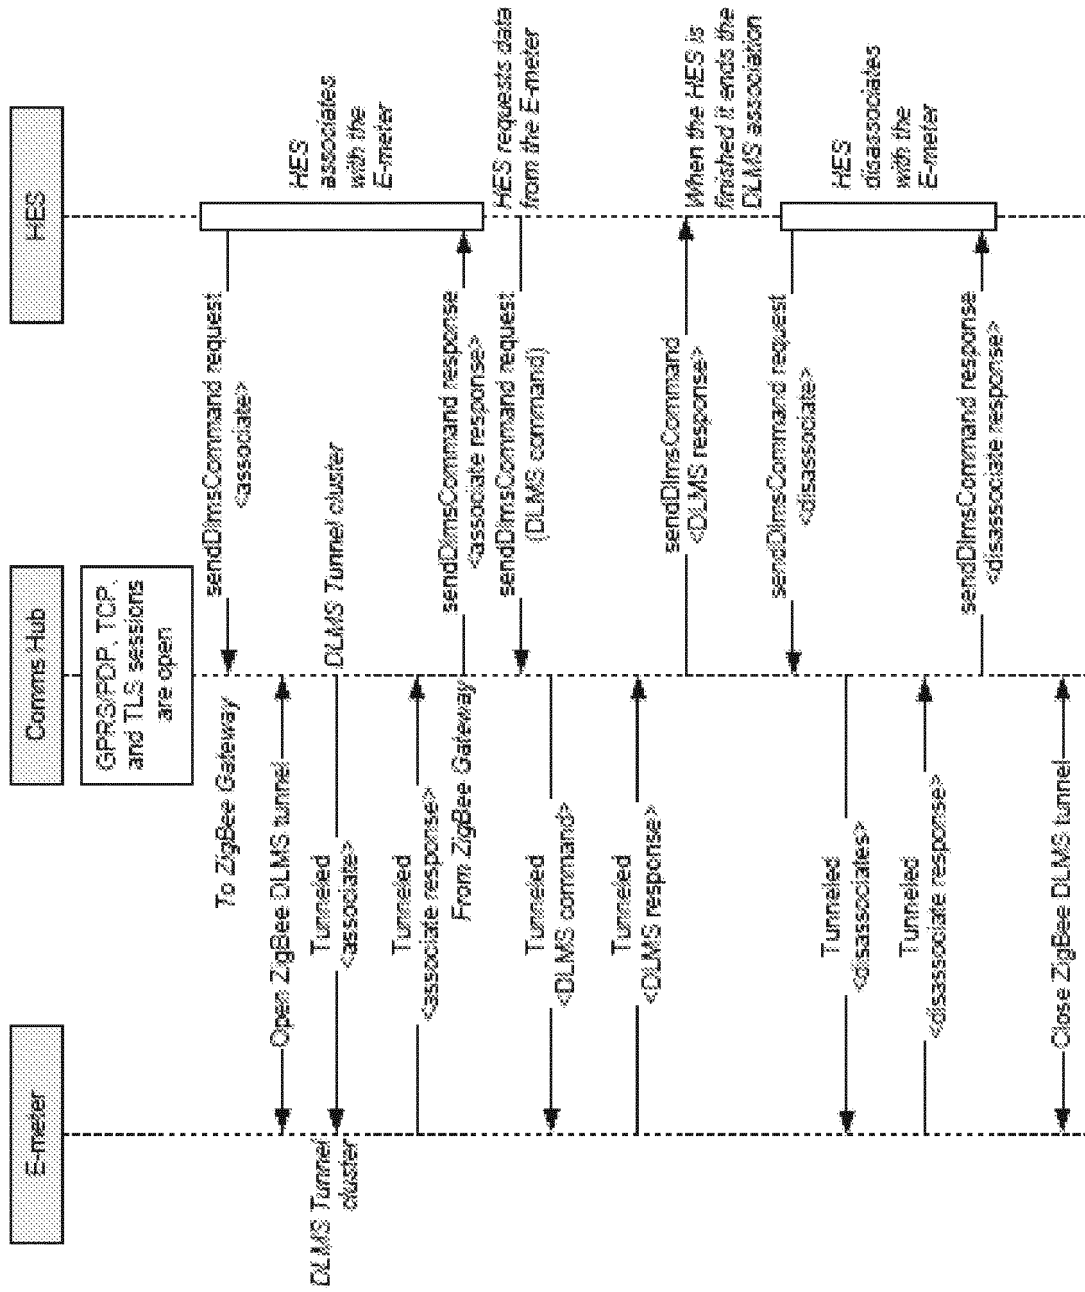 E-meter
Comms Hub
HES
GPRS/PDP, TCP,
and TLS sessions
are open
sendDlmsCommand request
<associate>
To ZigBee Gateway
HES
associates
with the
E-meter
Open ZigBee DLMS tunnel
DLMS Tunnel
cluster
Tunneled
<associate>
DLMS Tunnel cluster
Tunneled
<associate response>
From ZigBee Gateway
sendDlmsCommand response
<associate response>
HES requests data
from the E-meter
sendDlmsCommand request
(DLMS command)
Tunneled
<DLMS command>
Tunneled
<DLMS response>
sendDlmsCommand
<DLMS response>
When the HES is
finished it ends the
DLMS association
sendDlmsCommand request
<disassociate>
HES
disassociates
with the
E-meter
Tunneled
<disassociates>
Tunneled
<disassociate response>
sendDlmsCommand response
<disassociate response>
Close ZigBee DLMS tunnel